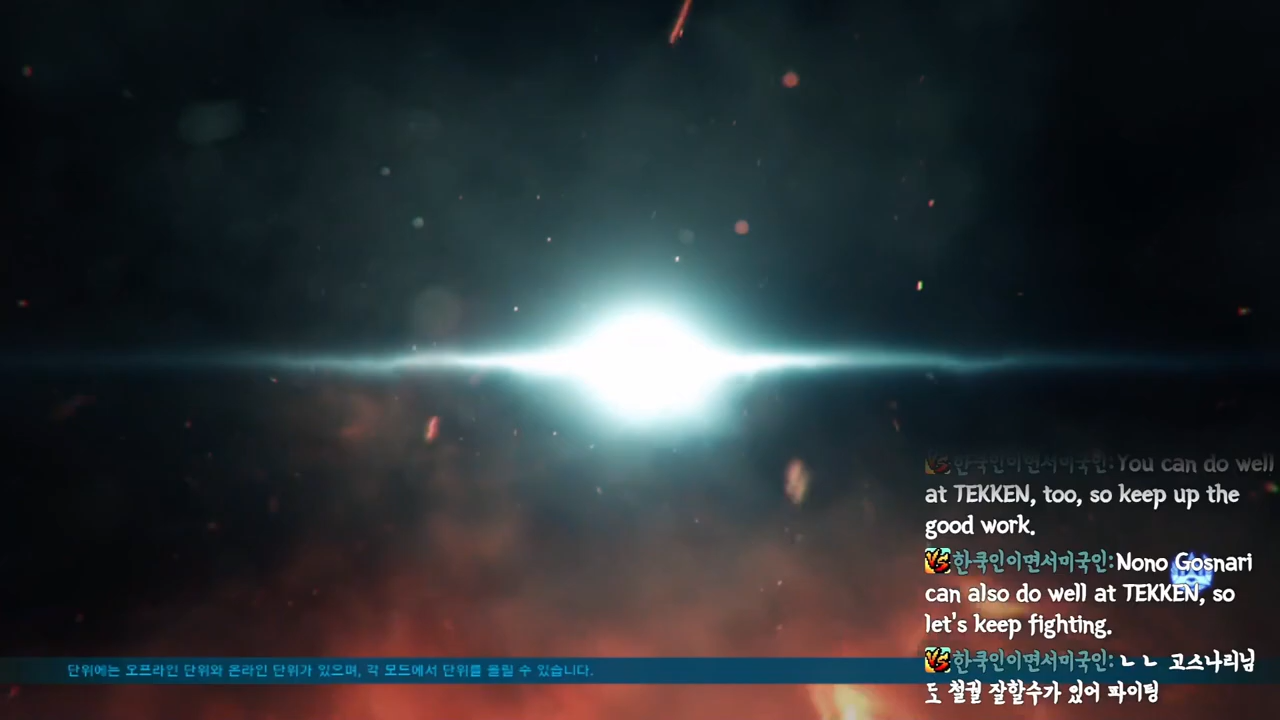 한국인이면서미국인:You can do well
at TEKKEN, too, so keep up the
good work.
한국인이면서미국인:Nono Gosnari
can also do well at TEKKEN, so
let's keep fighting.
한국인이면서미국인:ㄴㄴ 고스나리님
도 철궐 잘할수가 있어 파이팅
단위에는 오프라인 단위와 온라인 단위가 있으며, 각 모드에서 단위를 올릴 수 있습니다.